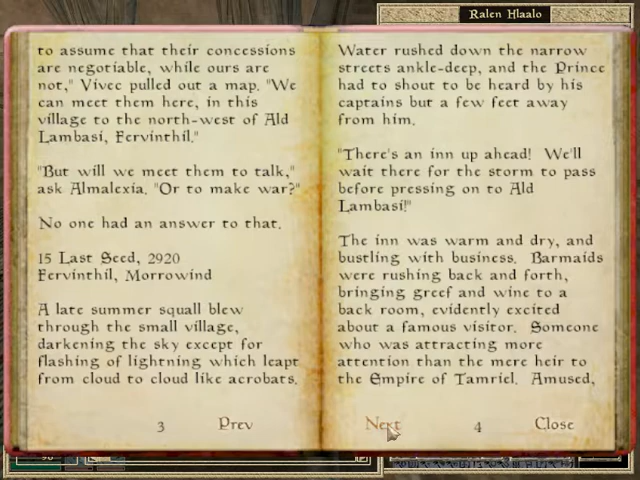 Ralen Hlaalo
to assume that their concessions
are negotiable, while ours are
not," Vivec pulled out a map. "We
can meet them here, in this
village to the north-west of Ald
Lambasi, Fervinthil."
"But will we meet them to talk,"
ask Almalexia. "Or to make war?"
No one had an answer to that.
15 Last Seed, 2920
Fervinthil, Morrowind
A late summer squall blew
through the small village,
darkening the sky except for
flashing of lightning which leapt
from cloud to cloud like acrobats.
3 Prev
Water rushed down the narrow
streets ankle-deep, and the Prince
had to shout to be heard by his
captains but a few feet away
from him.
"There's an inn up ahead! We'll
wait there for the storm to pass
before pressing on to Ald
Lambasi!"
The inn was warm and dry, and
bustling with business. Barmaids
were rushing back and forth,
bringing greef and wine to a
back room, evidently excited
about a famous visitor. Someone
who was attracting more
attention than the mere heir to
the Empire of Tamriel. Amused,
Next 4 Close